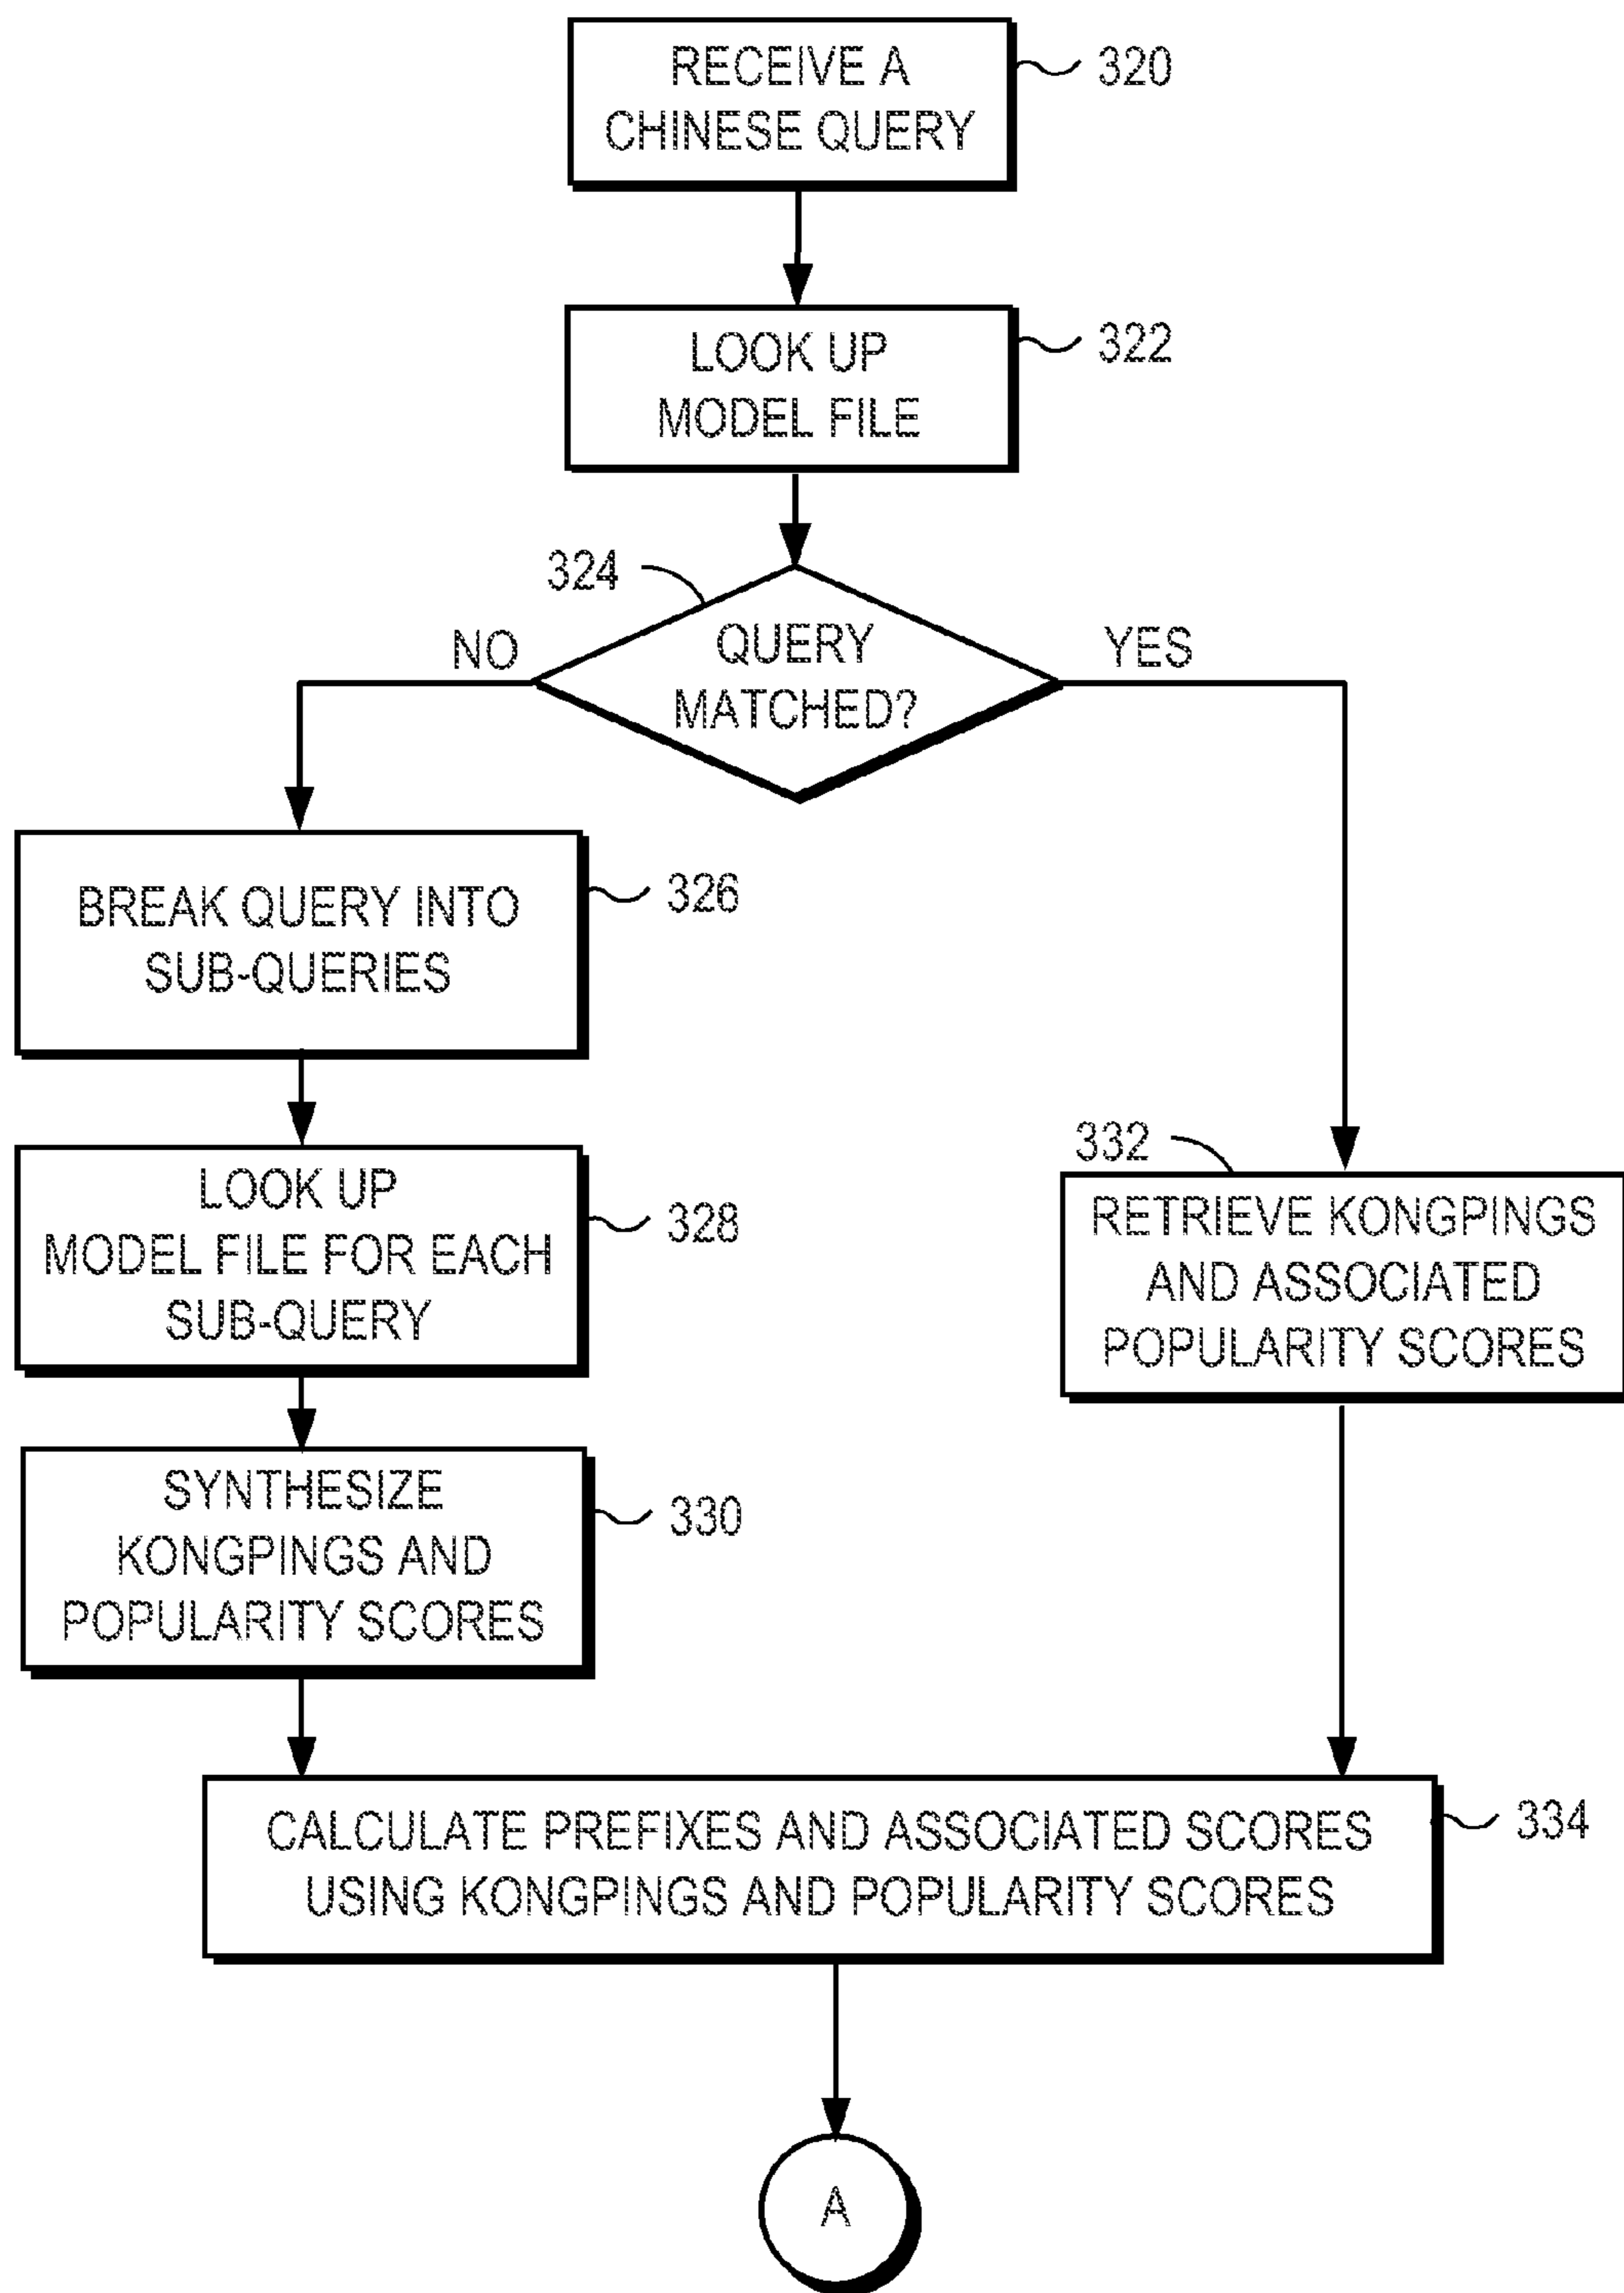 RECEIVE A
CHINESE QUERY
320
LOOK UP
MODEL FILE
322
324
QUERY
MATCHED?
NO
YES
BREAK QUERY INTO
SUB-QUERIES
326
LOOK UP
MODEL FILE FOR EACH
SUB-QUERY
328
332
RETRIEVE KONGPINGS
AND ASSOCIATED
POPULARITY SCORES
SYNTHESIZE
KONGPINGS AND
POPULARITY SCORES
330
CALCULATE PREFIXES AND ASSOCIATED SCORES
USING KONGPINGS AND POPULARITY SCORES
334
A